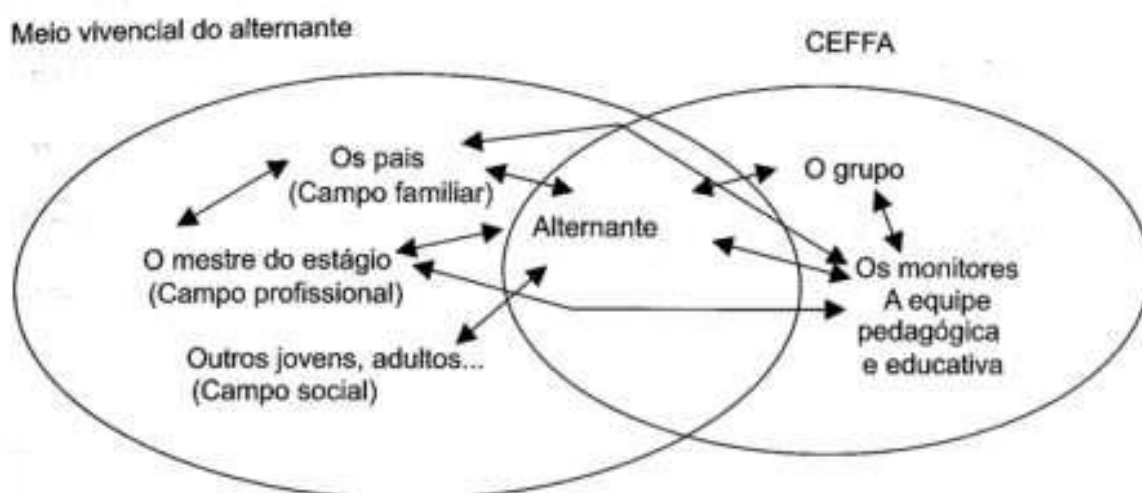 Meio vivencial do alternante
CEFFA
Os pais
(Campo familiar)
O mestre do estágio
(Campo profissional)
Outros jovens, adultos...
(Campo social)
Alternante
O grupo
Os monitores
A equipe
pedagógica
e educativa